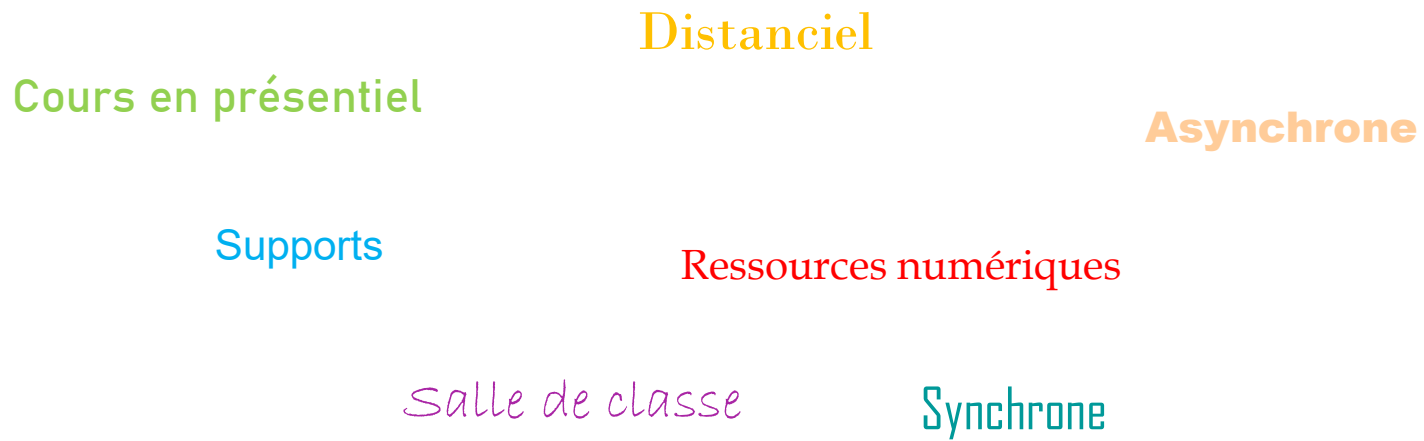 Distanciel
Cours en présentiel
Asynchrone
Supports
Ressources numériques
Salle de classe
Synchrone